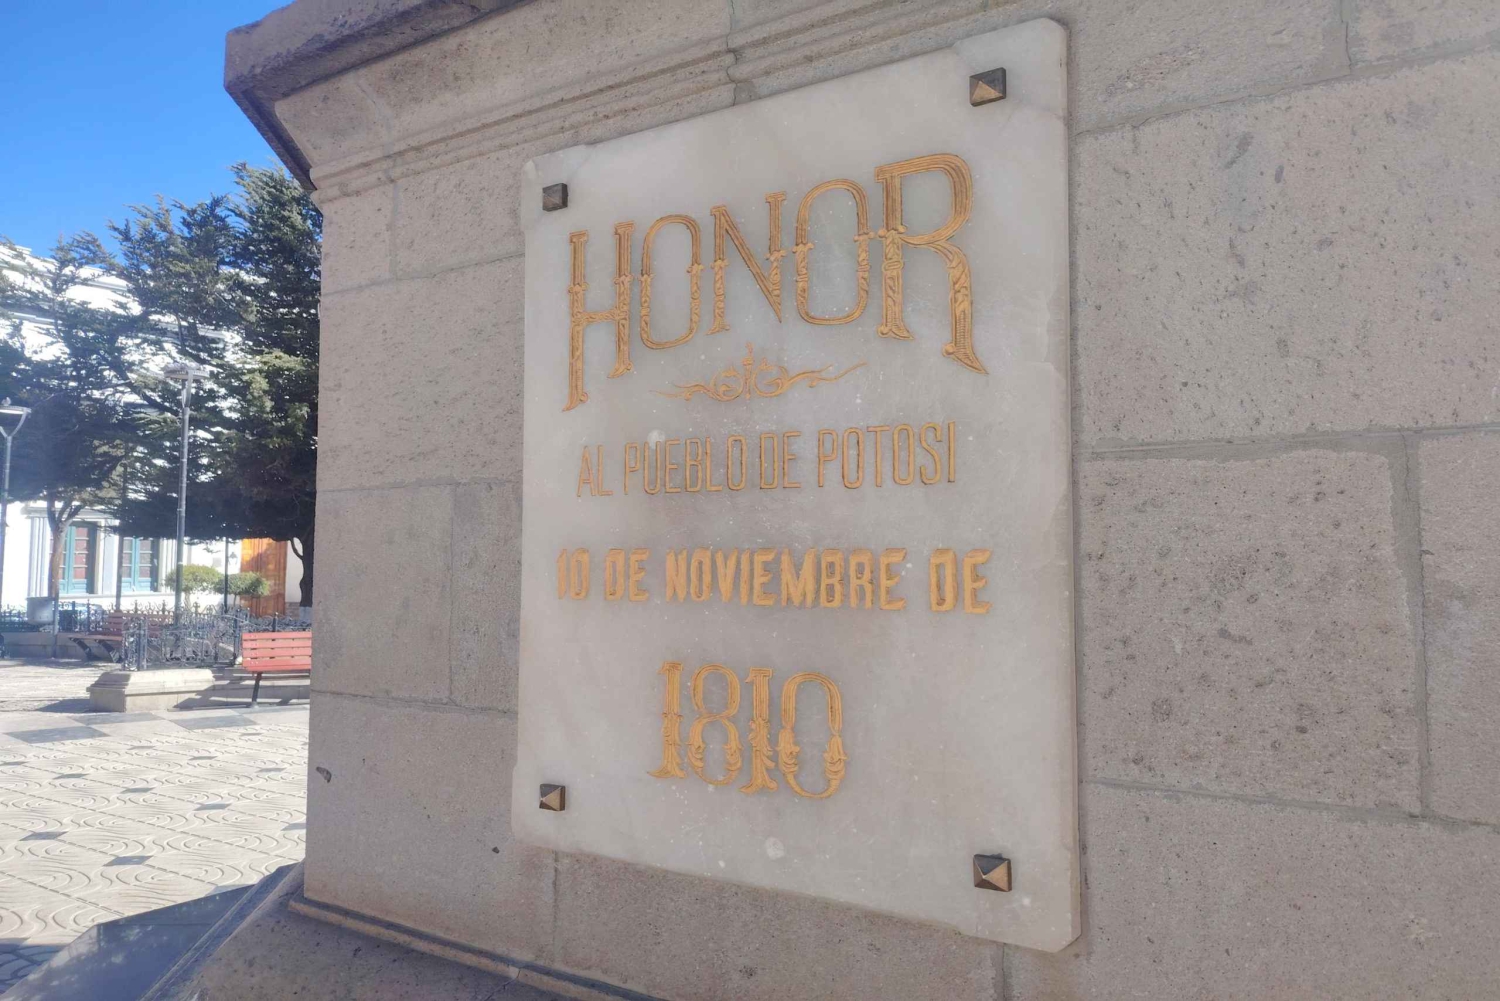 HONOR
AL PUEBLO DE POTOSI
10 DE NOVIEMBRE DE
1810